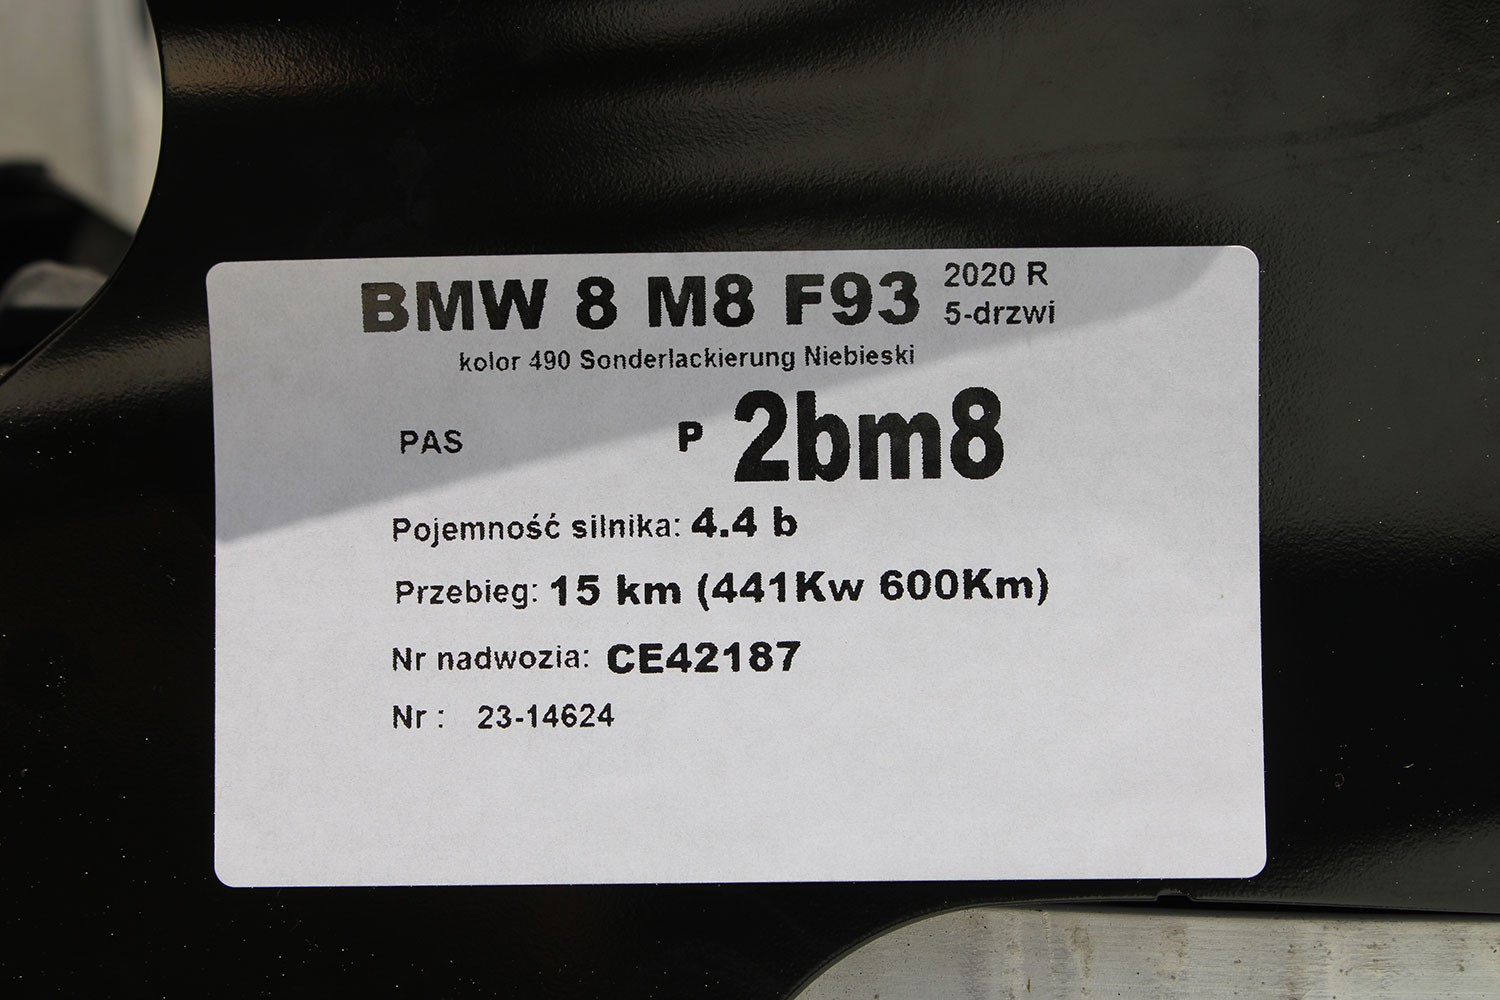 BMW 8 M8 F93 2020 R
5-drzwi
kolor 490 Sonderlackierung Niebieski
PAS P 2bm8
Pojemność silnika: 4.4 b
Przebieg: 15 km (441Kw 600Km)
Nr nadwozia: CE42187
Nr : 23-14624